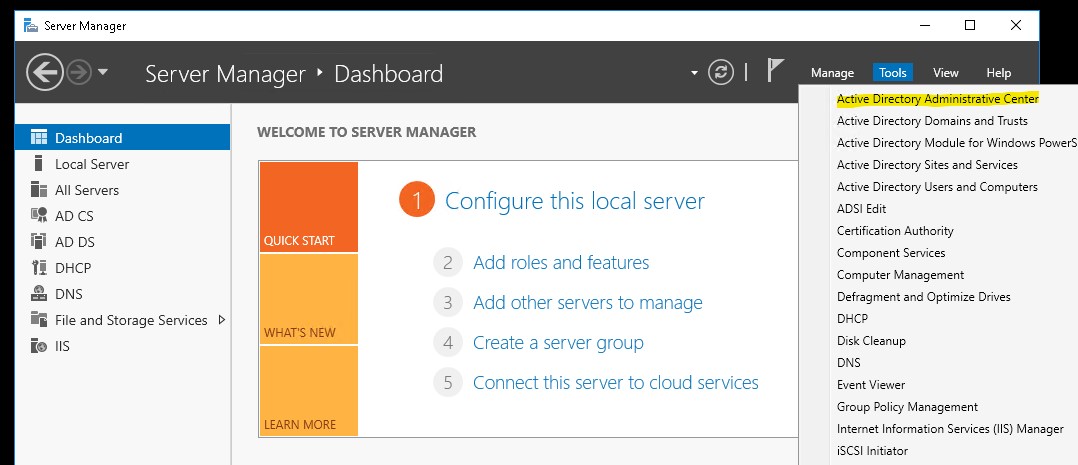 Server Manager
Server Manager ‣ Dashboard
Manage Tools View Help
Dashboard
Local Server
All Servers
AD CS
AD DS
DHCP
DNS
File and Storage Services
IIS
WELCOME TO SERVER MANAGER
QUICK START
WHAT'S NEW
LEARN MORE
1 Configure this local server
2 Add roles and features
3 Add other servers to manage
4 Create a server group
5 Connect this server to cloud services
Active Directory Administrative Center
Active Directory Domains and Trusts
Active Directory Module for Windows PowerS
Active Directory Sites and Services
Active Directory Users and Computers
ADSI Edit
Certification Authority
Component Services
Computer Management
Defragment and Optimize Drives
DHCP
Disk Cleanup
DNS
Event Viewer
Group Policy Management
Internet Information Services (IIS) Manager
iSCSI Initiator